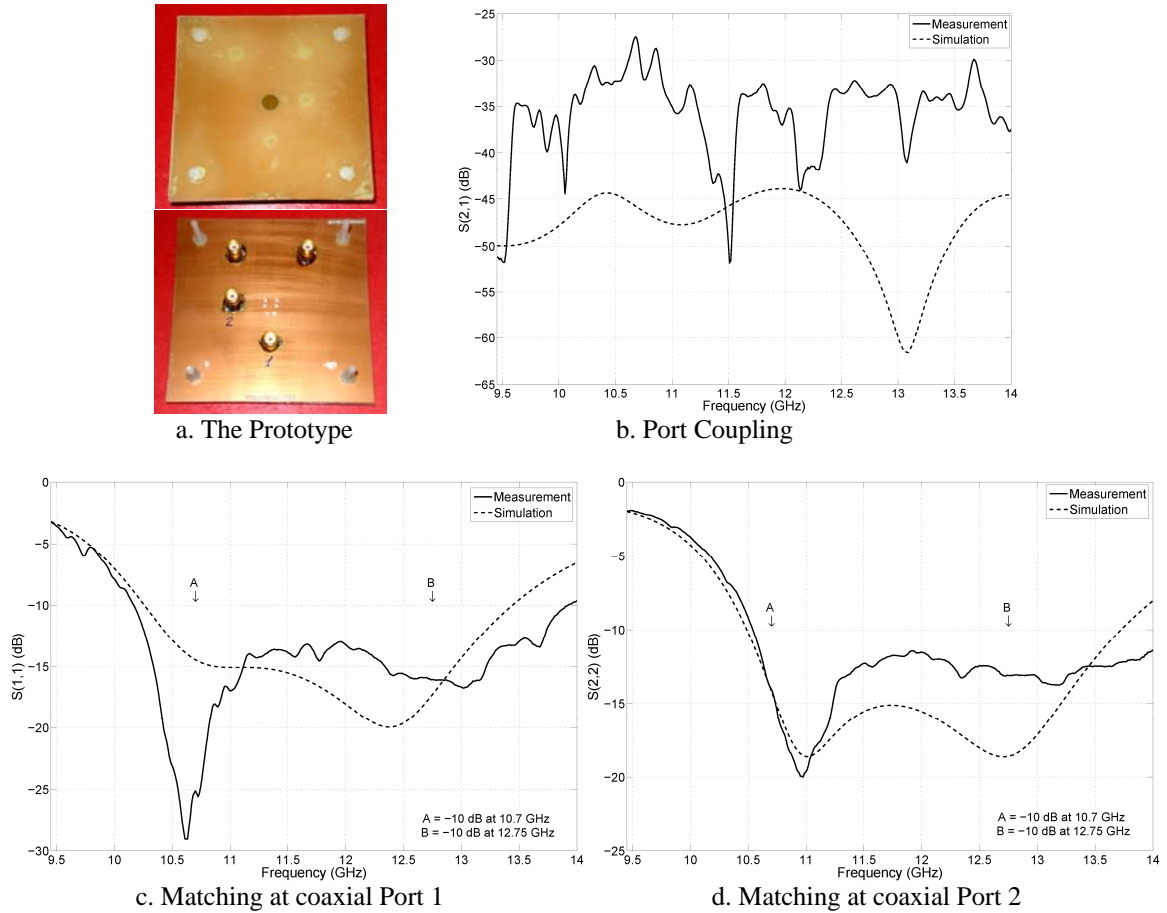 2
1
a. The Prototype
Measurement
Simulation
S(2,1) (dB)
−25
−30
−35
−40
−45
−50
−55
−60
−65
9.5 10 10.5 11 11.5 12 12.5 13 13.5 14
Frequency (GHz)
b. Port Coupling
Measurement
Simulation
S(1,1) (dB)
0
−5
−10
−15
−20
−25
−30
A
B
A = −10 dB at 10.7 GHz
B = −10 dB at 12.75 GHz
9.5 10 10.5 11 11.5 12 12.5 13 13.5 14
Frequency (GHz)
c. Matching at coaxial Port 1
Measurement
Simulation
S(2,2) (dB)
0
−5
−10
−15
−20
−25
A
B
A = −10 dB at 10.7 GHz
B = −10 dB at 12.75 GHz
9.5 10 10.5 11 11.5 12 12.5 13 13.5 14
Frequency (GHz)
d. Matching at coaxial Port 2